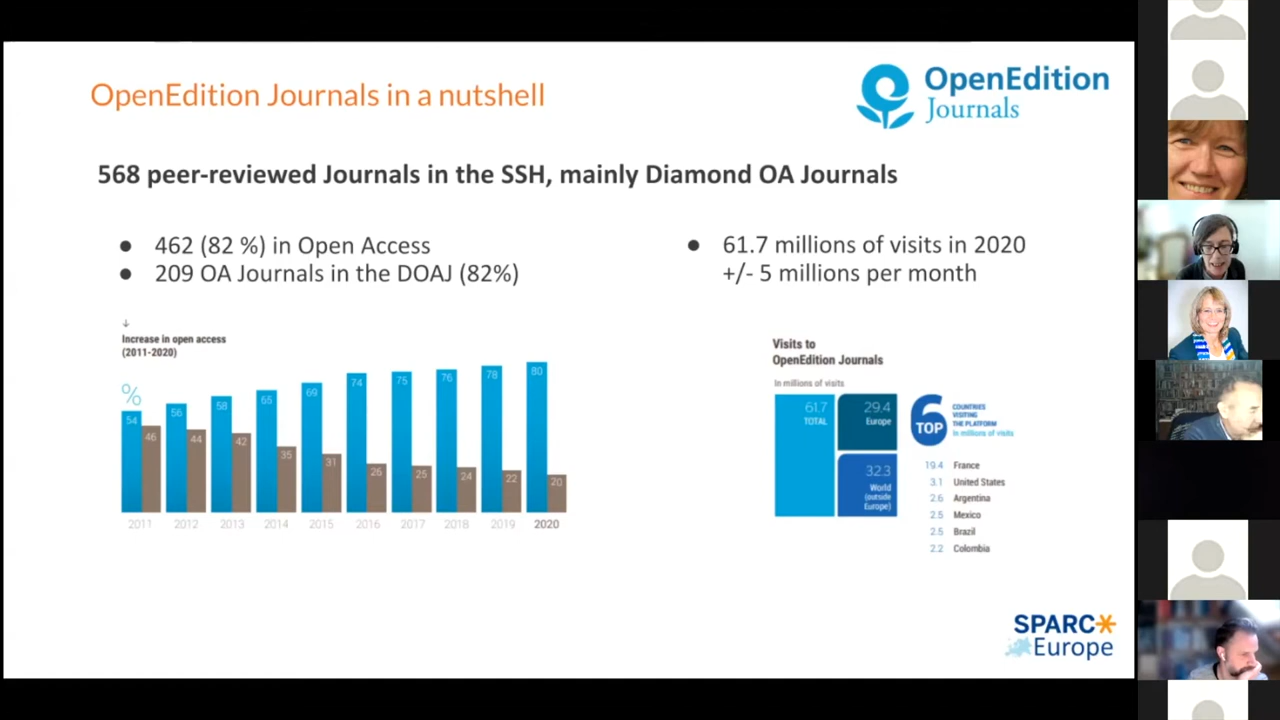 OpenEdition Journals in a nutshell
OpenEdition
Journals
568 peer-reviewed Journals in the SSH, mainly Diamond OA Journals
● 462 (82 %) in Open Access
● 209 OA Journals in the DOAJ (82%)
● 61.7 millions of visits in 2020
+/- 5 millions per month
↓
Increase in open access
(2011-2020)
%
54 46 56 44 58 42 65 35 69 31 74 26 75 25 76 24 78 22 80 20
2011 2012 2013 2014 2015 2016 2017 2018 2019 2020
Visits to
OpenEdition Journals
In millions of visits
61.7
TOTAL
29.4
Europe
32.3
World
(outside
Europe)
6
TOP
COUNTRIES
VISITING
THE PLATFORM
In millions of visits
19.4 France
3.1 United States
2.6 Argentina
2.5 Mexico
2.5 Brazil
2.2 Colombia
SPARC
Europe